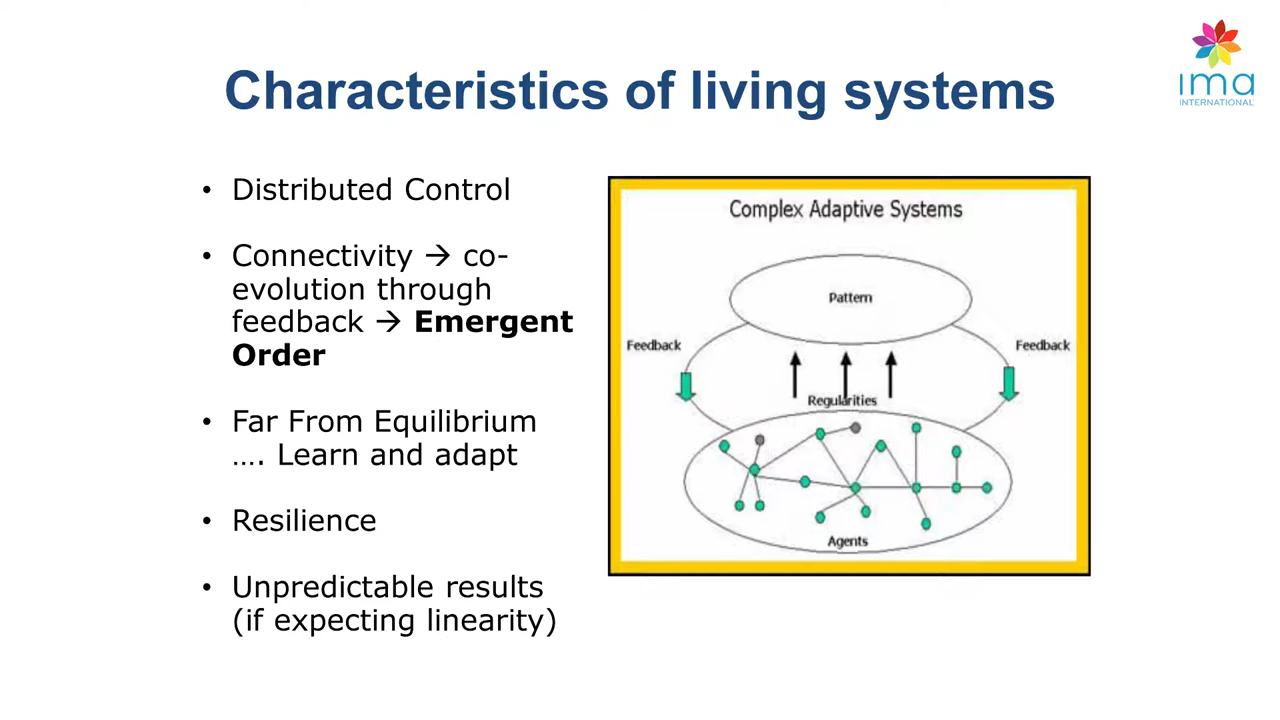 Characteristics of living systems
ima
INTERNATIONAL
• Distributed Control
• Connectivity → co-
evolution through
feedback → Emergent
Order
• Far From Equilibrium
…. Learn and adapt
• Resilience
• Unpredictable results
(if expecting linearity)
Complex Adaptive Systems
Pattern
Feedback
Feedback
Regularities
Agents